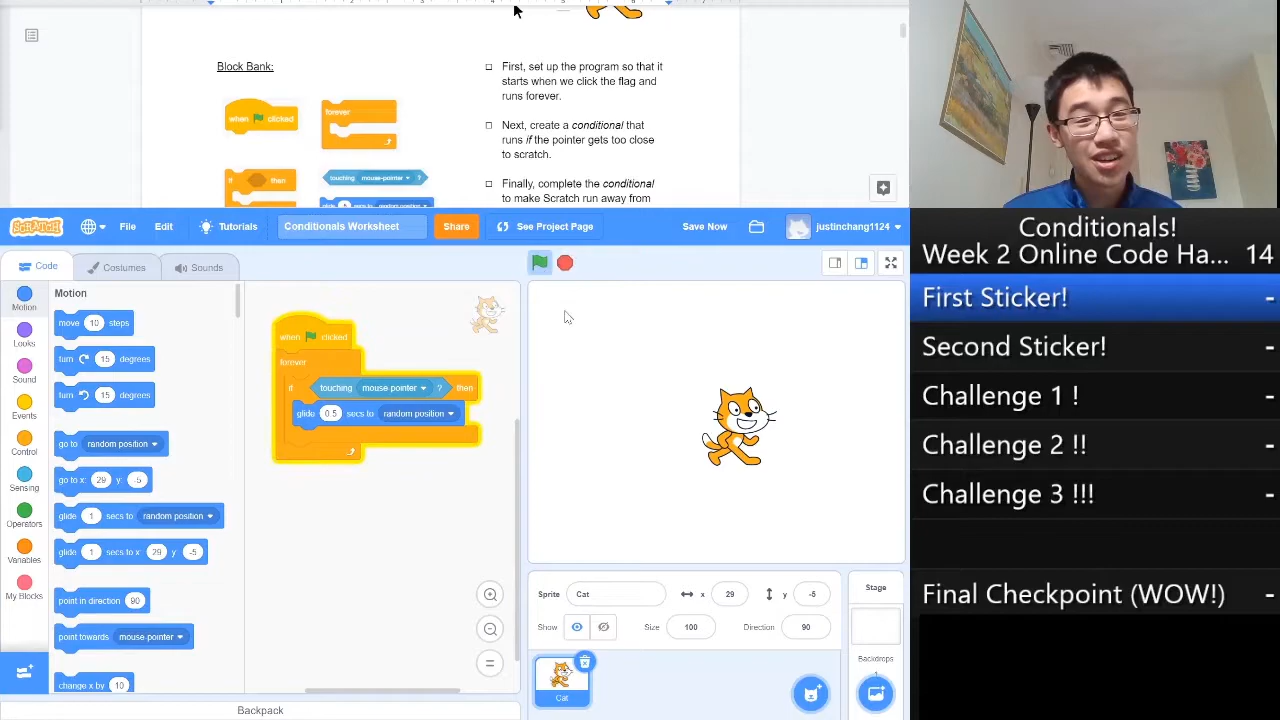 Block Bank:
when clicked
forever
if then
touching mouse-pointer ?
First, set up the program so that it
starts when we click the flag and
runs forever.
Next, create a conditional that
runs if the pointer gets too close
to scratch.
Finally, complete the conditional
to make Scratch run away from
SCRATCH
File
Edit
Tutorials
Conditionals Worksheet
Share
See Project Page
Save Now
justinchang1124
Code
Costumes
Sounds
Motion
Looks
Sound
Events
Control
Sensing
Operators
Variables
My Blocks
Motion
move 10 steps
turn 15 degrees
turn 15 degrees
go to random position
go to x: 29 y: -5
glide 1 secs to random position
glide 1 secs to x: 29 y: -5
point in direction 90
point towards mouse-pointer
change x by 10
when clicked
forever
if touching mouse-pointer ? then
glide 0.5 secs to random position
Sprite Cat x 29 y -5
Show Size 100 Direction 90
Cat
Stage
Backdrops
1
Backpack
Conditionals!
Week 2 Online Code Ha... 14
First Sticker! -
Second Sticker! -
Challenge 1 ! -
Challenge 2 !! -
Challenge 3 !!! -
Final Checkpoint (WOW!) -